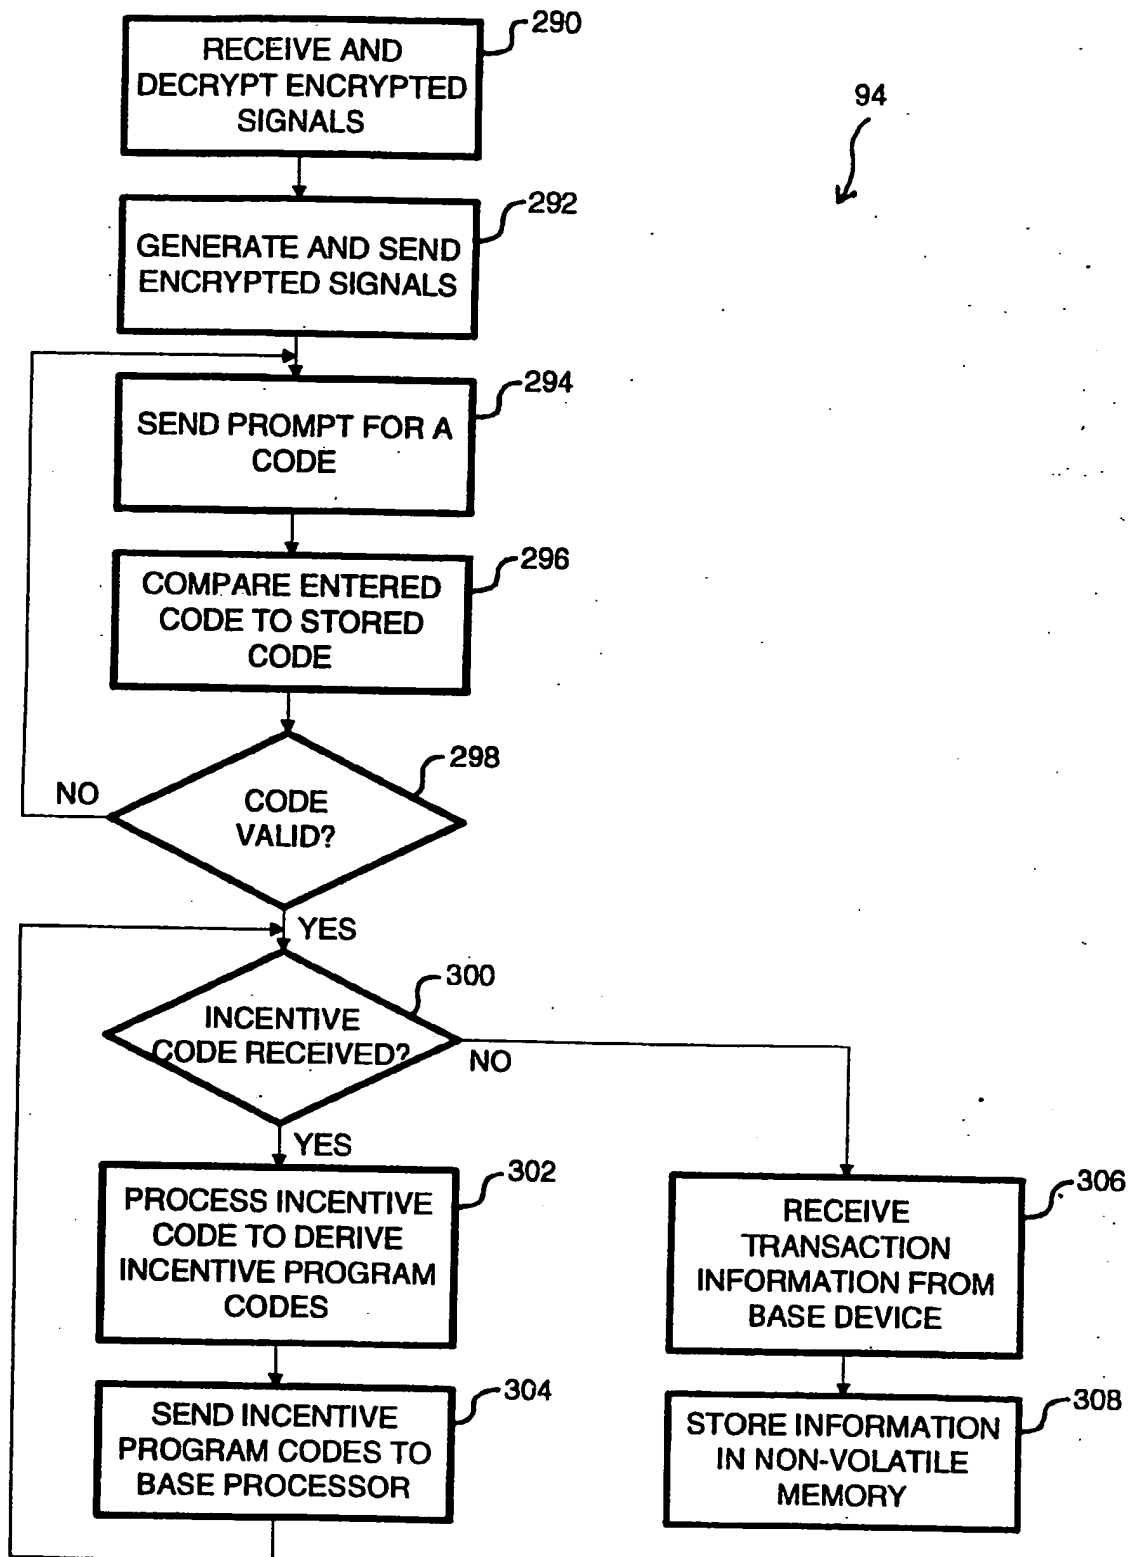 290
RECEIVE AND
DECRYPT ENCRYPTED
SIGNALS
94
292
GENERATE AND SEND
ENCRYPTED SIGNALS
294
SEND PROMPT FOR A
CODE
296
COMPARE ENTERED
CODE TO STORED
CODE
298
NO
CODE
VALID?
YES
300
INCENTIVE
CODE RECEIVED?
NO
YES
302
PROCESS INCENTIVE
CODE TO DERIVE
INCENTIVE PROGRAM
CODES
306
RECEIVE
TRANSACTION
INFORMATION FROM
BASE DEVICE
304
SEND INCENTIVE
PROGRAM CODES TO
BASE PROCESSOR
308
STORE INFORMATION
IN NON-VOLATILE
MEMORY